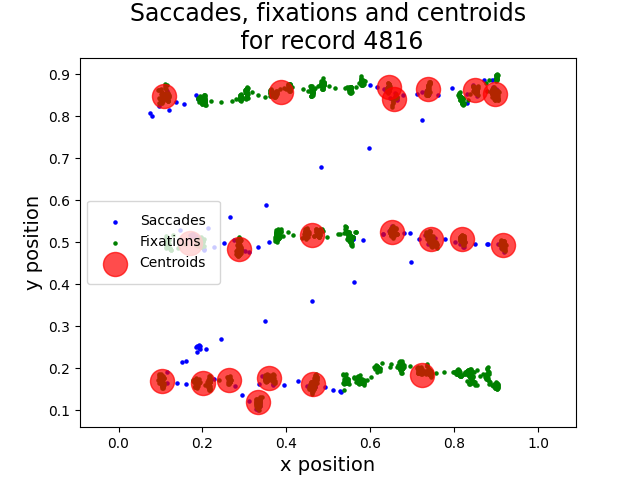 Saccades, fixations and centroids
for record 4816
0.9
0.8
0.7
0.6
0.5
0.4
0.3
0.2
0.1
y position
Saccades
Fixations
Centroids
0.0 0.2 0.4 0.6 0.8 1.0
x position